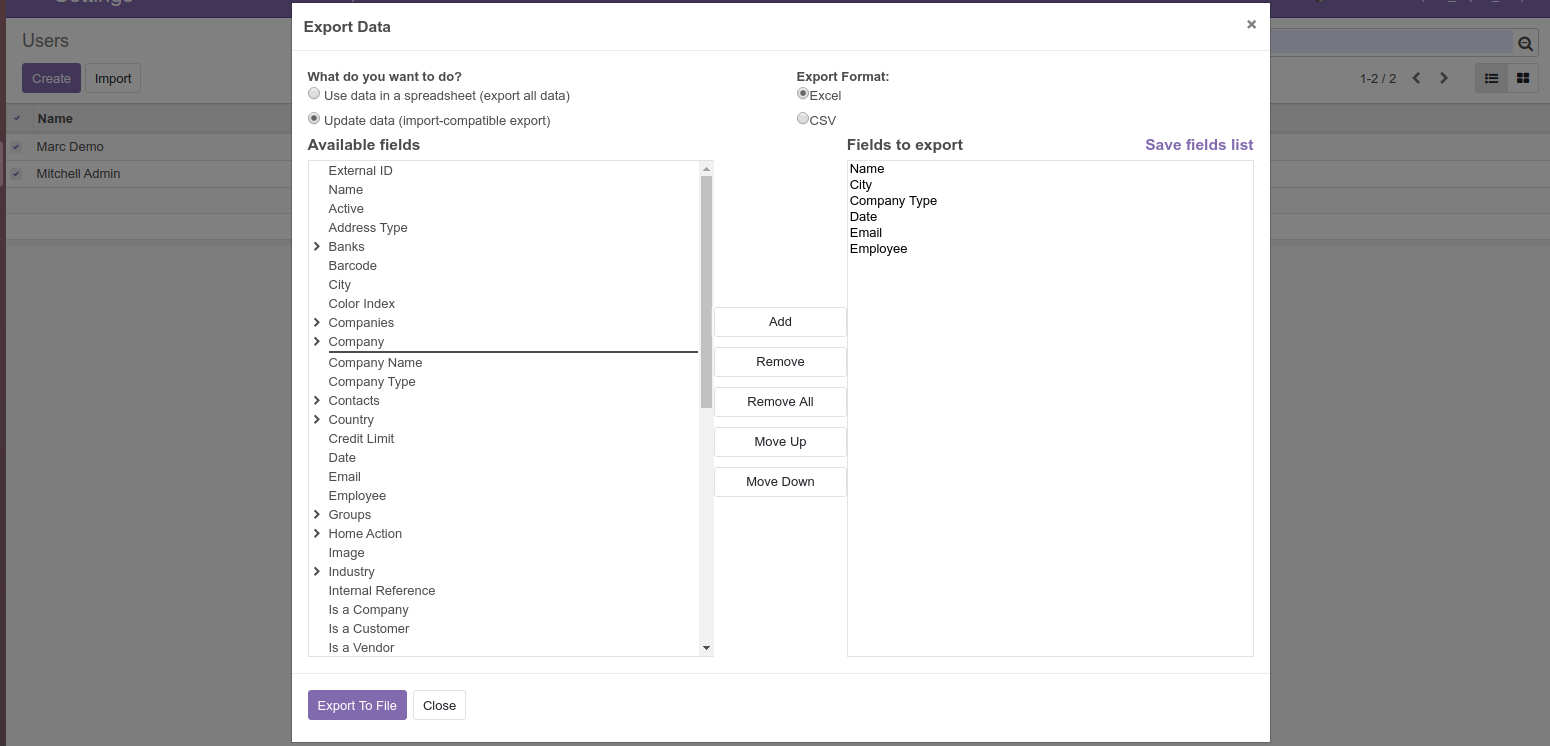 Settings
Users
Create
Import
Name
Marc Demo
Mitchell Admin
1-2 / 2
Export Data
×
What do you want to do?
Use data in a spreadsheet (export all data)
Update data (import-compatible export)
Export Format:
Excel
CSV
Available fields
External ID
Name
Active
Address Type
Banks
Barcode
City
Color Index
Companies
Company
Company Name
Company Type
Contacts
Country
Credit Limit
Date
Email
Employee
Groups
Home Action
Image
Industry
Internal Reference
Is a Company
Is a Customer
Is a Vendor
Add
Remove
Remove All
Move Up
Move Down
Fields to export
Save fields list
Name
City
Company Type
Date
Email
Employee
Export To File
Close